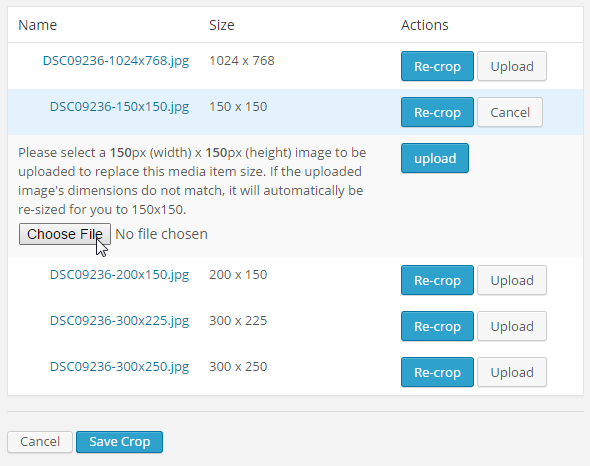 Name Size Actions
DSC09236-1024x768.jpg 1024 x 768 Re-crop Upload
DSC09236-150x150.jpg 150 x 150 Re-crop Cancel
Please select a 150px (width) x 150px (height) image to be upload
uploaded to replace this media item size. If the uploaded
image's dimensions do not match, it will automatically be
re-sized for you to 150x150.
Choose File No file chosen
DSC09236-200x150.jpg 200 x 150 Re-crop Upload
DSC09236-300x225.jpg 300 x 225 Re-crop Upload
DSC09236-300x250.jpg 300 x 250 Re-crop Upload
Cancel Save Crop